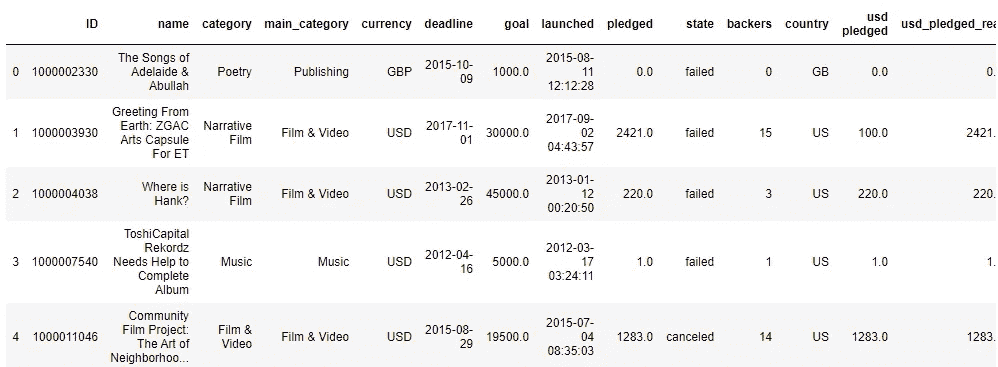 ID name category main_category currency deadline goal launched pledged state backers country usd pledged usd_pledged_rea
0 1000002330 The Songs of Adelaide & Abullah Poetry Publishing GBP 2015-10-09 1000.0 2015-08-11 12:12:28 0.0 failed 0 GB 0.0 0.
1 1000003930 Greeting From Earth: ZGAC Arts Capsule For ET Narrative Film Film & Video USD 2017-11-01 30000.0 2017-09-02 04:43:57 2421.0 failed 15 US 100.0 2421.
2 1000004038 Where is Hank? Narrative Film Film & Video USD 2013-02-26 45000.0 2013-01-12 00:20:50 220.0 failed 3 US 220.0 220.
3 1000007540 ToshiCapital Rekordz Needs Help to Complete Album Music Music USD 2012-04-16 5000.0 2012-03-17 03:24:11 1.0 failed 1 US 1.0 1.
4 1000011046 Community Film Project: The Art of Neighborhoo... Film & Video Film & Video USD 2015-08-29 19500.0 2015-07-04 08:35:03 1283.0 canceled 14 US 1283.0 1283.